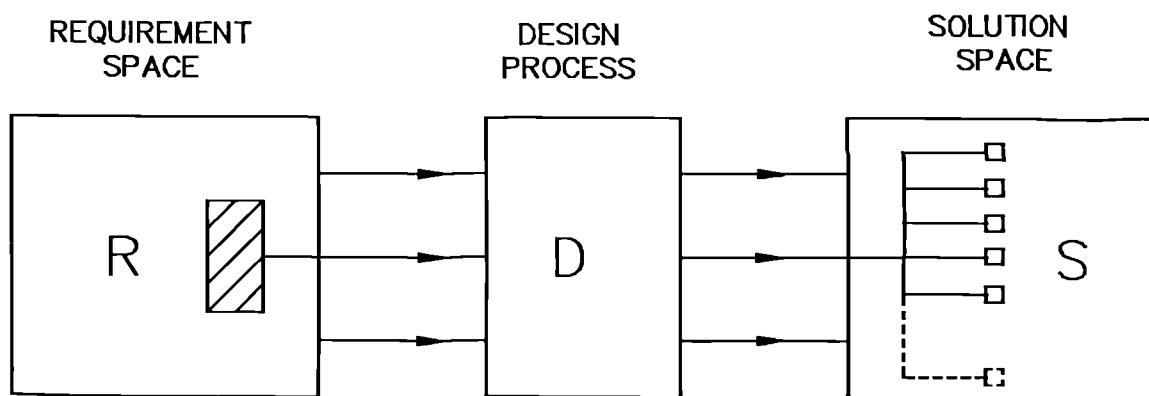 REQUIREMENT
SPACE
DESIGN
PROCESS
SOLUTION
SPACE
R
D
S